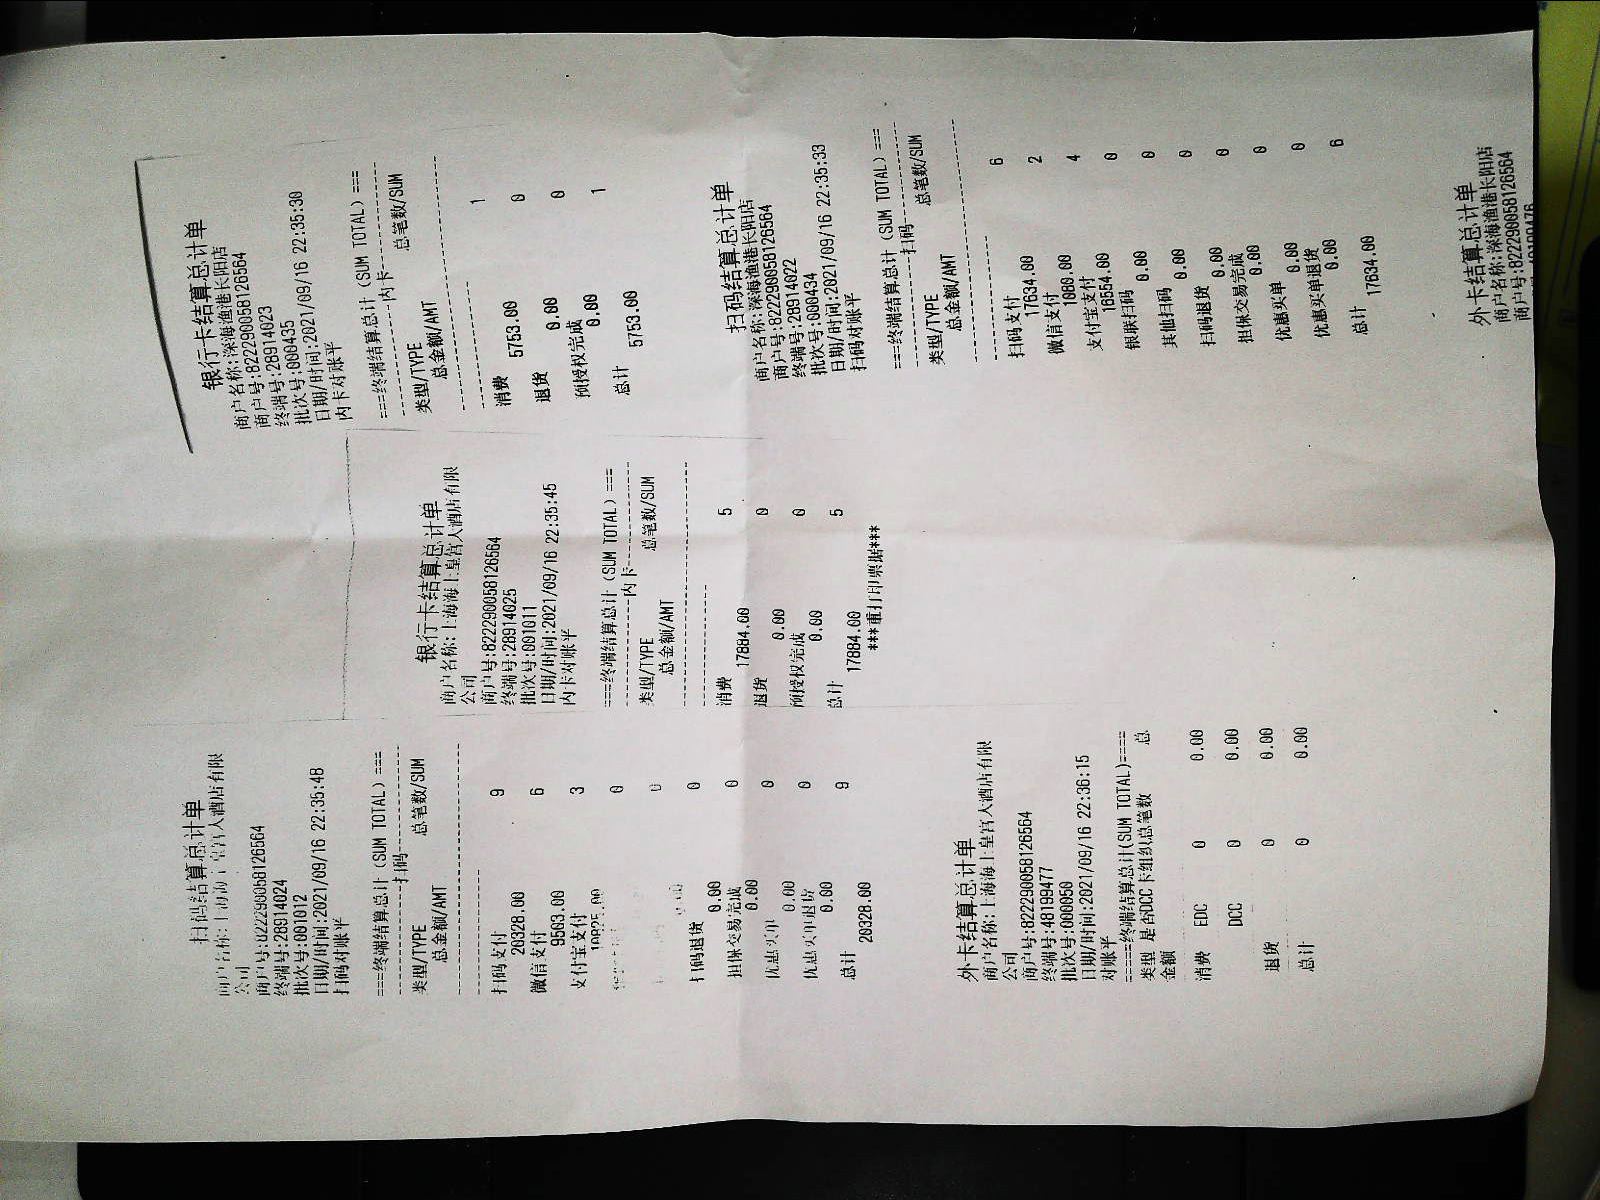 银行卡结算总计单
商户名称:深海渔港长阳店
商户号:822290058126564
终端号:28914023
批次号:000435
日期/时间:2021/09/16 22:35:30
内卡对账平
===终端结算总计 (SUM TOTAL) ===
----------内卡----------
类型/TYPE
总金额/AMT 总笔数/SUM
消费 1
5753.00
退货 0
0.00
预授权完成 0
0.00
总计 1
5753.00
扫码结算总计单
商户名称:深海渔港长阳店
商户号:822290058126564
终端号:28914022
批次号:000434
日期/时间:2021/09/16 22:35:33
扫码对账平
===终端结算总计 (SUM TOTAL) ===
----------扫码----------
类型/TYPE
总金额/AMT 总笔数/SUM
扫码支付 6
17634.00
微信支付 2
1080.00
支付宝支付 4
16554.00
银联扫码 0
0.00
其他扫码 0
0.00
扫码退货 0
0.00
担保交易完成 0
0.00
优惠买单 0
0.00
优惠买单退货 0
0.00
总计 6
17634.00
外卡结算总计单
商户名称:深海渔港长阳店
商户号:822290058126564
银行卡结算总计单
商户名称:上海海上皇宫大酒店有限
公司
商户号:822290058126564
终端号:28914025
批次号:001011
日期/时间:2021/09/16 22:35:45
内卡对账平
===终端结算总计 (SUM TOTAL) ===
----------内卡----------
类型/TYPE
总金额/AMT 总笔数/SUM
消费 5
17884.00
退货 0
0.00
预授权完成 0
0.00
总计 5
17884.00
***重打印票据***
扫码结算总计单
商户名称:上海海上皇宫大酒店有限
公司
商户号:822290058126564
终端号:28914024
批次号:001012
日期/时间:2021/09/16 22:35:48
扫码对账平
===终端结算总计 (SUM TOTAL) ===
----------扫码----------
类型/TYPE
总金额/AMT 总笔数/SUM
扫码支付 9
20328.00
微信支付 6
9503.00
支付宝支付 3
10825.00
0
0
扫码退货 0
0.00
担保交易完成 0
0.00
优惠买单 0
0.00
优惠买单退货 0
0.00
总计 9
20328.00
外卡结算总计单
商户名称:上海海上皇宫大酒店有限
公司
商户号:822290058126564
终端号:48199477
批次号:000050
日期/时间:2021/09/16 22:36:15
对账平
====终端结算总计(SUM TOTAL)====
类型 是否DCC 卡组织总笔数 总
金额
消费 EDC 0 0.00
DCC 0 0.00
退货 0 0.00
总计 0 0.00